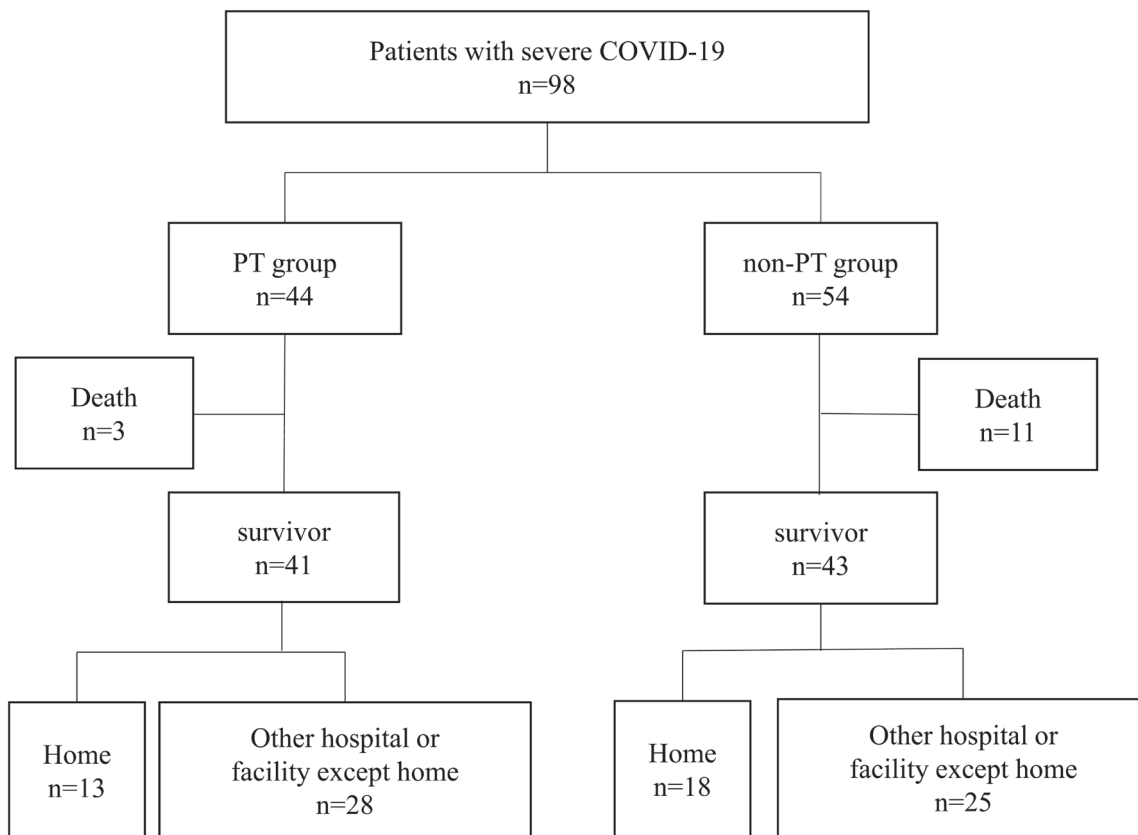 Patients with severe COVID-19
n=98
PT group
n=44
non-PT group
n=54
Death
n=3
Death
n=11
survivor
n=41
survivor
n=43
Home
n=13
Other hospital or
facility except home
n=28
Home
n=18
Other hospital or
facility except home
n=25